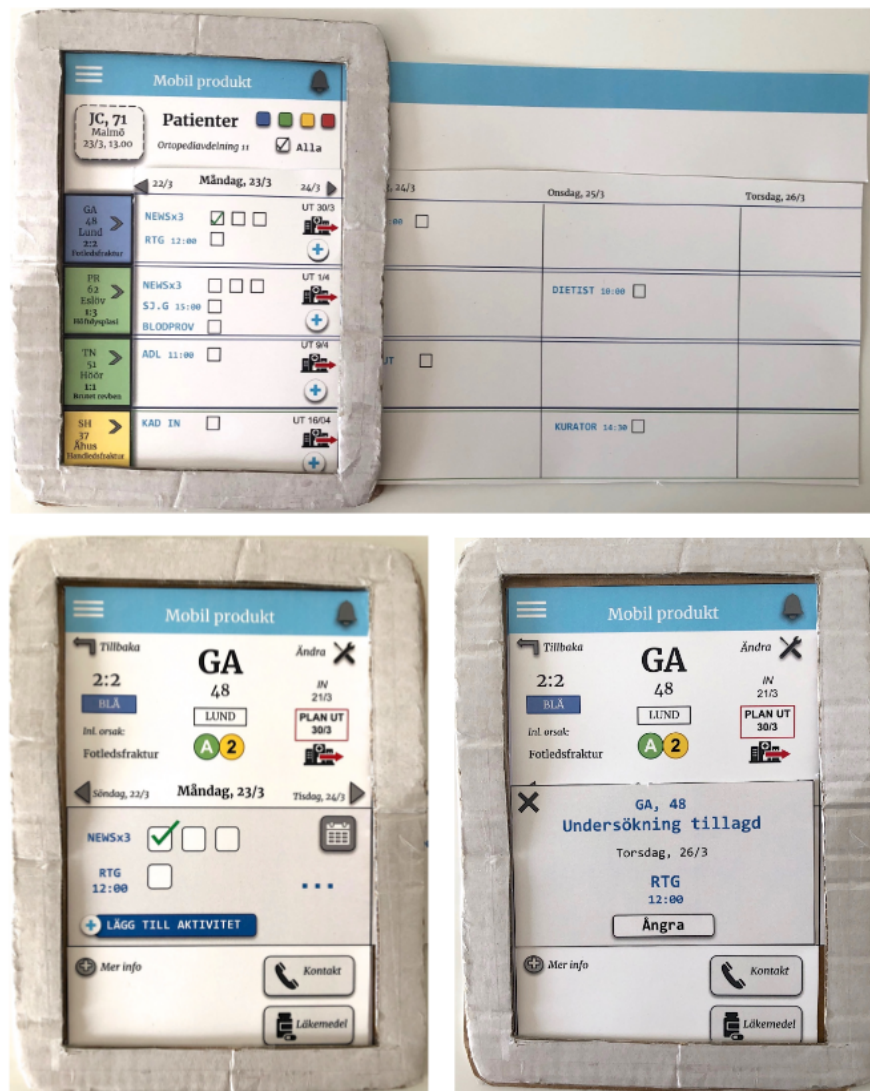 Mobil produkt
JC, 71
Malmö
23/3, 13.00
Patienter
Ortopediavdelning 11
Alla
22/3
Måndag, 23/3
24/3
24/3
Onsdag, 25/3
Torsdag, 26/3
GA
48
Lund
2:2
Fotledsfraktur
NEWSx3
RTG 12:00
UT 30/3
:00
PR
62
Eslöv
1:3
Höftdysplasi
NEWSx3
SJ.G 15:00
BLODPROV
UT 1/4
DIETIST 10:00
TN
51
Höör
1:1
Brutet revben
ADL 11:00
UT 9/4
UT
SH
37
Åhus
Handledsfraktur
KAD IN
UT 16/04
KURATOR 14:30
Mobil produkt
Tillbaka
GA
Ändra
2:2
48
IN
21/3
BLÅ
LUND
PLAN UT
30/3
Inl. orsak:
A 2
Fotledsfraktur
Söndag, 22/3
Måndag, 23/3
Tisdag, 24/3
NEWSx3
RTG
12:00
LÄGG TILL AKTIVITET
Mer info
Kontakt
Läkemedel
Mobil produkt
Tillbaka
GA
Ändra
2:2
48
IN
21/3
BLÅ
LUND
PLAN UT
30/3
Inl. orsak:
A 2
Fotledsfraktur
GA, 48
Undersökning tillagd
Torsdag, 26/3
RTG
12:00
Ångra
Mer info
Kontakt
Läkemedel